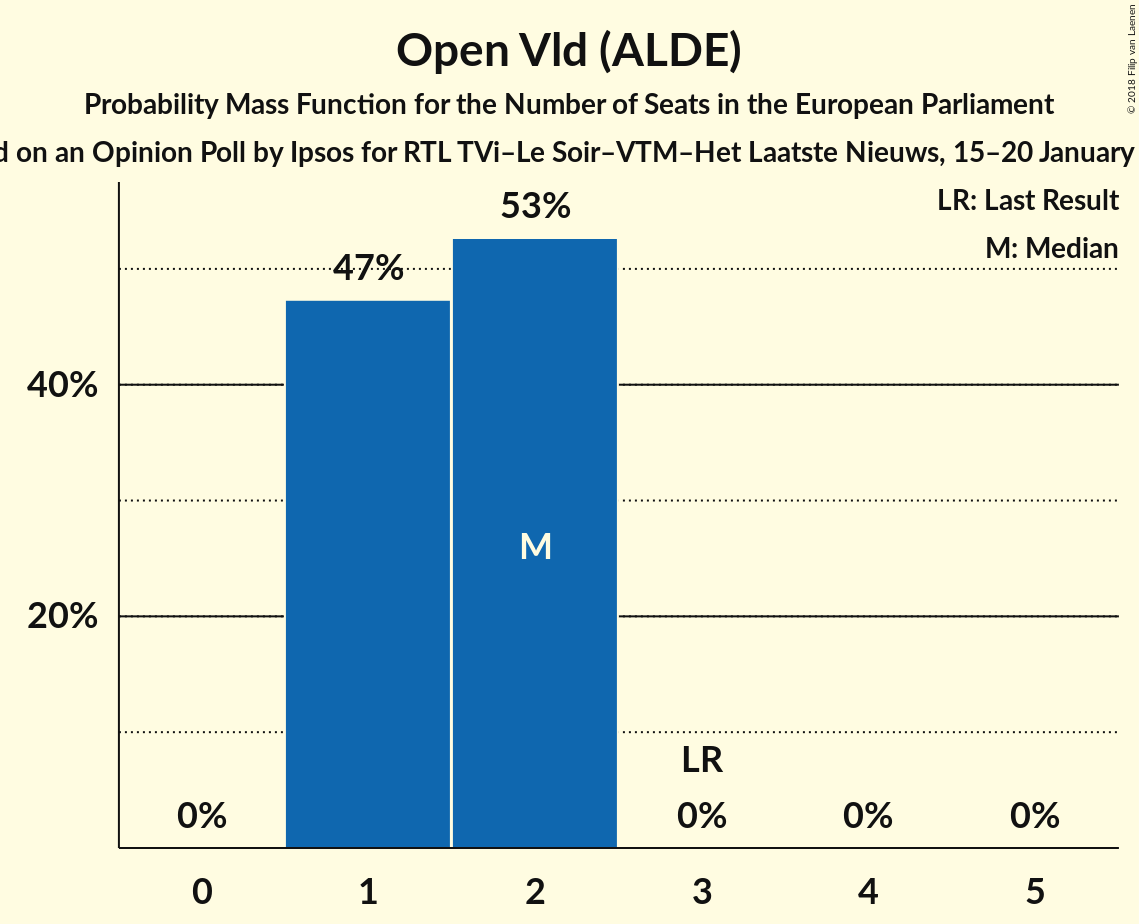 Open Vld (ALDE)
Probability Mass Function for the Number of Seats in the European Parliament
on an Opinion Poll by Ipsos for RTL TVi–Le Soir–VTM–Het Laatste Nieuws, 15–20 January
© 2018 Filip van Laenen
LR: Last Result
M: Median
53%
47%
40%
M
20%
LR
0%
0%
0%
0%
0 1 2 3 4 5